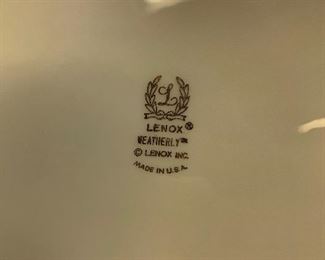 L
LENOX®
WEATHERLY™
© LENOX INC.
MADE IN U.S.A.